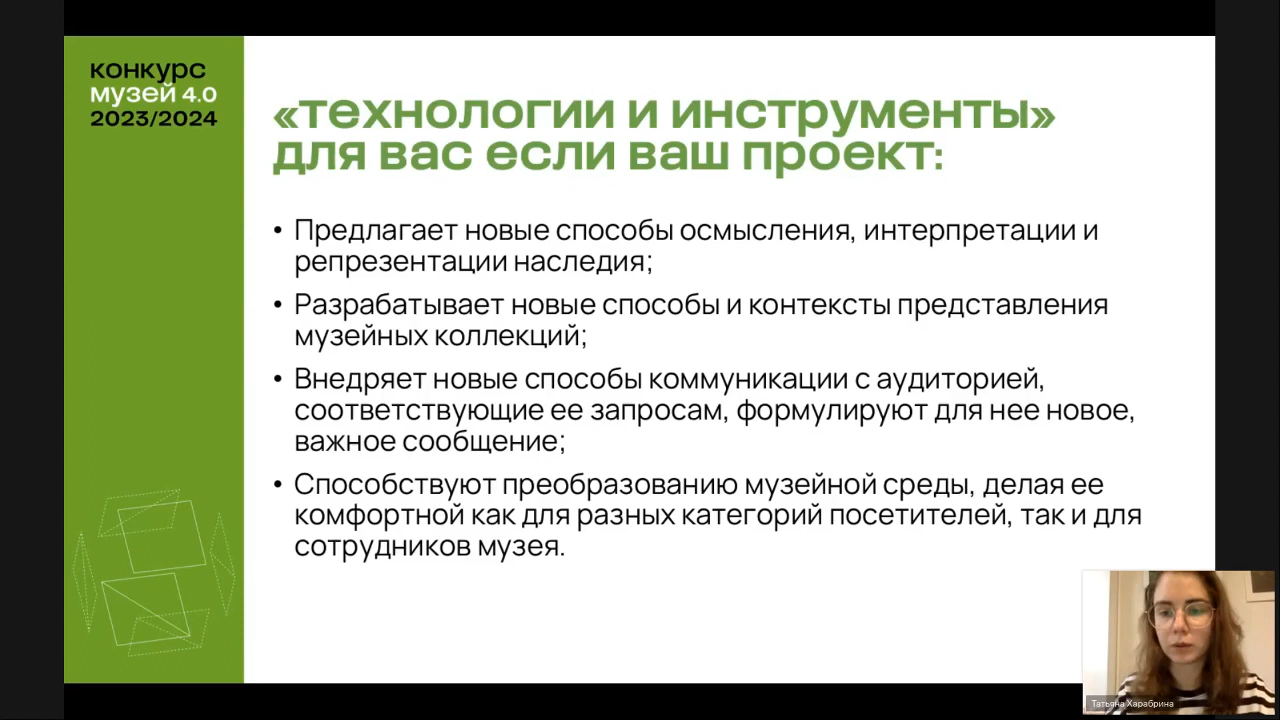 конкурс
музей 4.0
2023/2024
«технологии и инструменты»
для вас если ваш проект:
• Предлагает новые способы осмысления, интерпретации и
репрезентации наследия;
• Разрабатывает новые способы и контексты представления
музейных коллекций;
• Внедряет новые способы коммуникации с аудиторией,
соответствующие ее запросам, формулируют для нее новое,
важное сообщение;
• Способствуют преобразованию музейной среды, делая ее
комфортной как для разных категорий посетителей, так и для
сотрудников музея.
Татьяна Харабрина